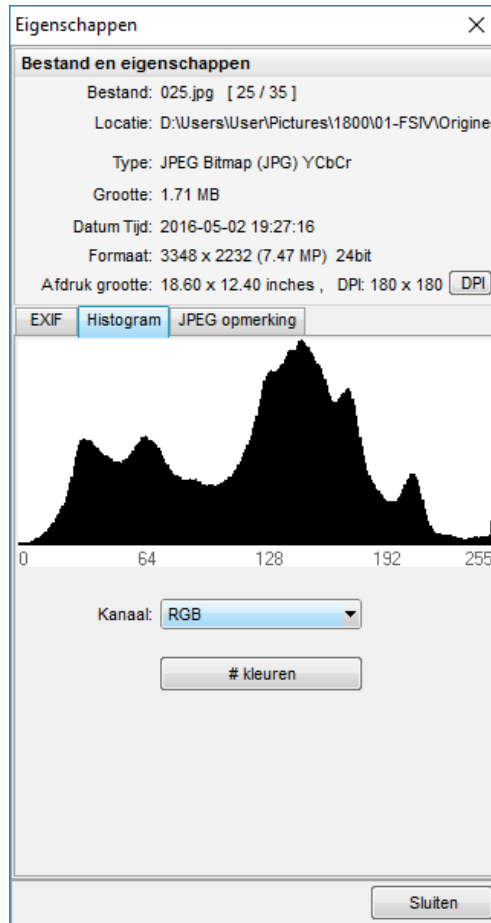 Eigenschappen
Bestand en eigenschappen
Bestand: 025.jpg [ 25 / 35 ]
Locatie: D:\Users\User\Pictures\1800\01-FSIV\Originee
Type: JPEG Bitmap (JPG) YCbCr
Grootte: 1.71 MB
Datum Tijd: 2016-05-02 19:27:16
Formaat: 3348 x 2232 (7.47 MP) 24bit
Afdruk grootte: 18.60 x 12.40 inches , DPI: 180 x 180 DPI
EXIF Histogram JPEG opmerking
0 64 128 192 255
Kanaal: RGB
# kleuren
Sluiten